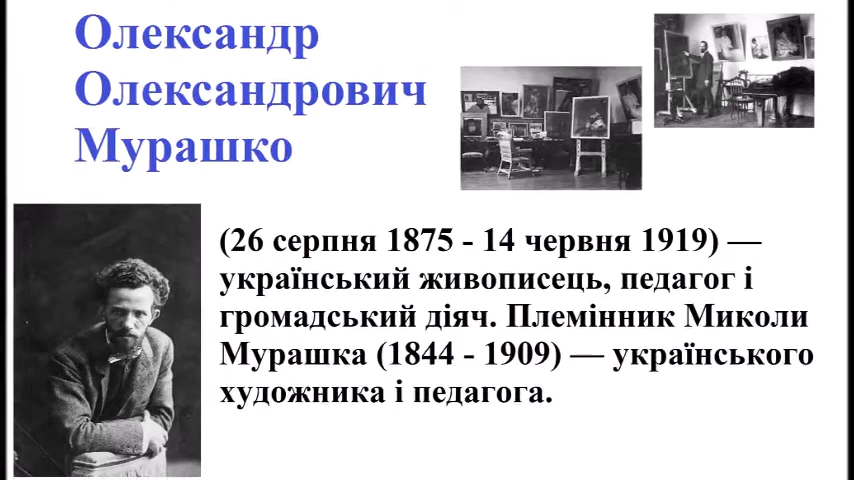 Олександр
Олександрович
Мурашко
(26 серпня 1875 - 14 червня 1919) —
український живописець, педагог і
громадський діяч. Племінник Миколи
Мурашка (1844 - 1909) — українського
художника і педагога.